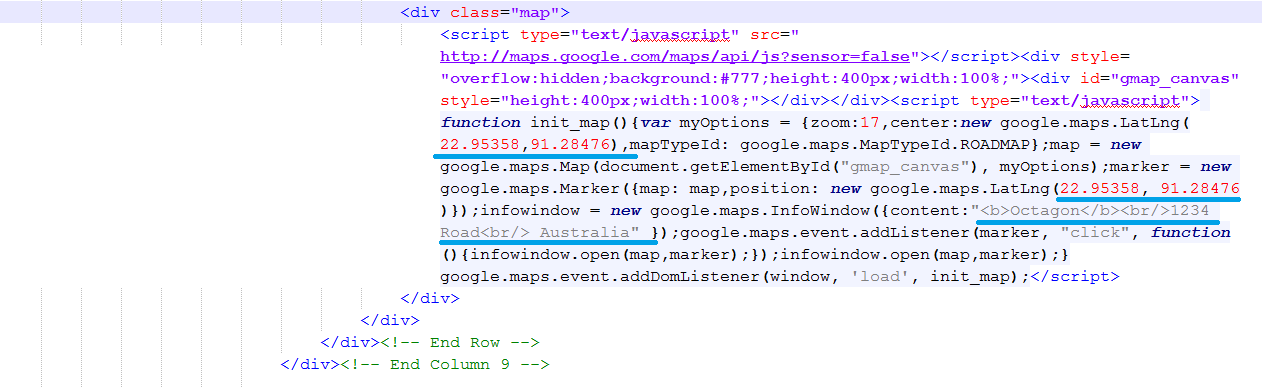 <div class="map">
<script type="text/javascript" src="
http://maps.google.com/maps/api/js?sensor=false"></script><div style=
"overflow:hidden;background:#777;height:400px;width:100%;"><div id="gmap_canvas"
style="height:400px;width:100%;"></div></div><script type="text/javascript">
function init_map(){var myOptions = {zoom:17,center:new google.maps.LatLng(
22.95358,91.28476),mapTypeId: google.maps.MapTypeId.ROADMAP};map = new
google.maps.Map(document.getElementById("gmap_canvas"), myOptions);marker = new
google.maps.Marker({map: map,position: new google.maps.LatLng(22.95358, 91.28476
)});infowindow = new google.maps.InfoWindow({content:"<b>Octagon</b><br/>1234
Road<br/> Australia" });google.maps.event.addListener(marker, "click", function
(){infowindow.open(map,marker);});infowindow.open(map,marker);}
google.maps.event.addDomListener(window, 'load', init_map);</script>
</div>
</div>
</div><!-- End Row -->
</div><!-- End Column 9 -->